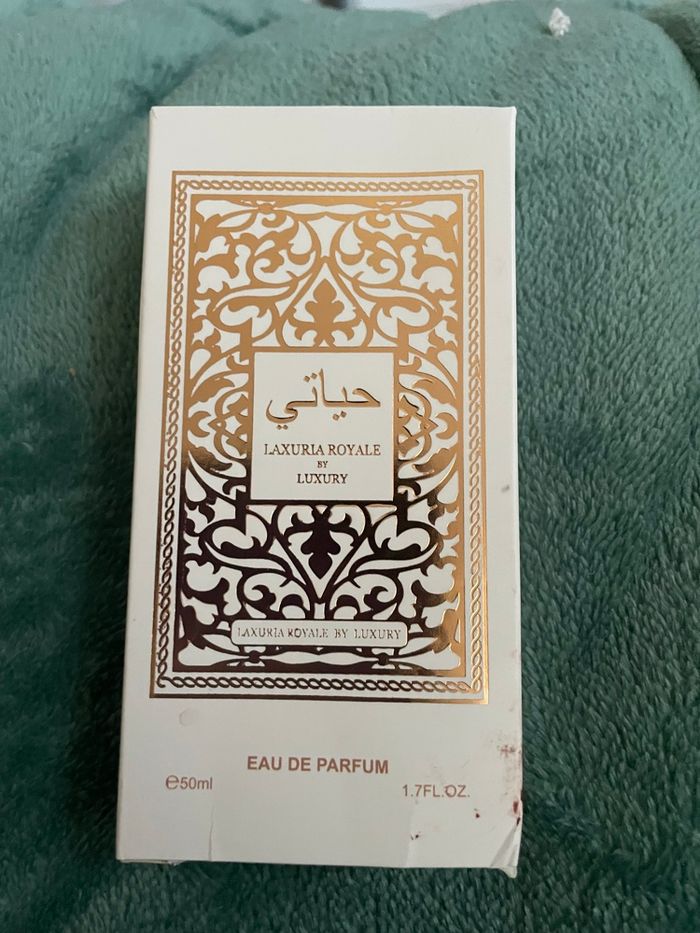 حياتي
LAXURIA ROYALE
BY
LUXURY
LAXURIA ROYALE BY LUXURY
EAU DE PARFUM
℮50ml
1.7FL.OZ.